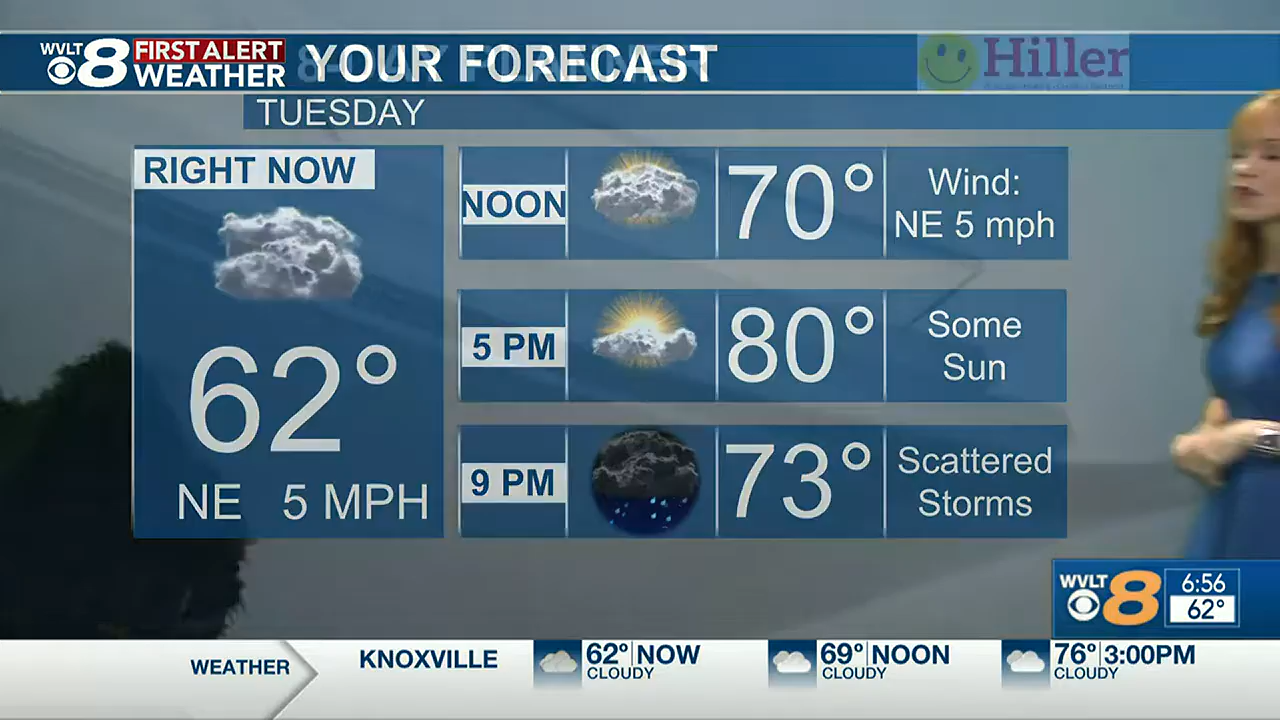 WVLT 8 FIRST ALERT WEATHER
YOUR FORECAST
Hiller
TUESDAY
RIGHT NOW
62°
NE 5 MPH
NOON 70° Wind: NE 5 mph
5 PM 80° Some Sun
9 PM 73° Scattered Storms
WVLT 8
6:56
62°
WEATHER
KNOXVILLE
62° NOW
CLOUDY
69° NOON
CLOUDY
76° 3:00PM
CLOUDY